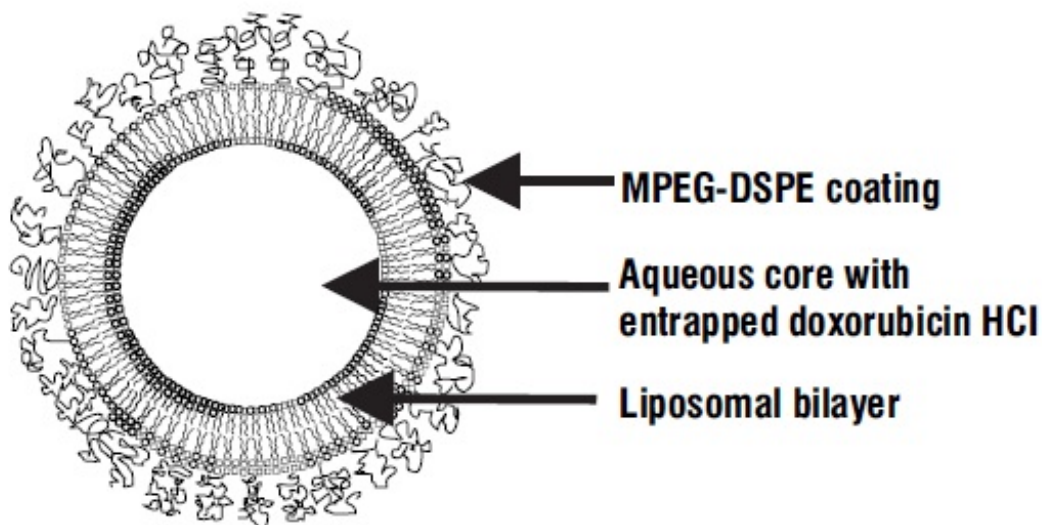 MPEG-DSPE coating
Aqueous core with
entrapped doxorubicin HCl
Liposomal bilayer